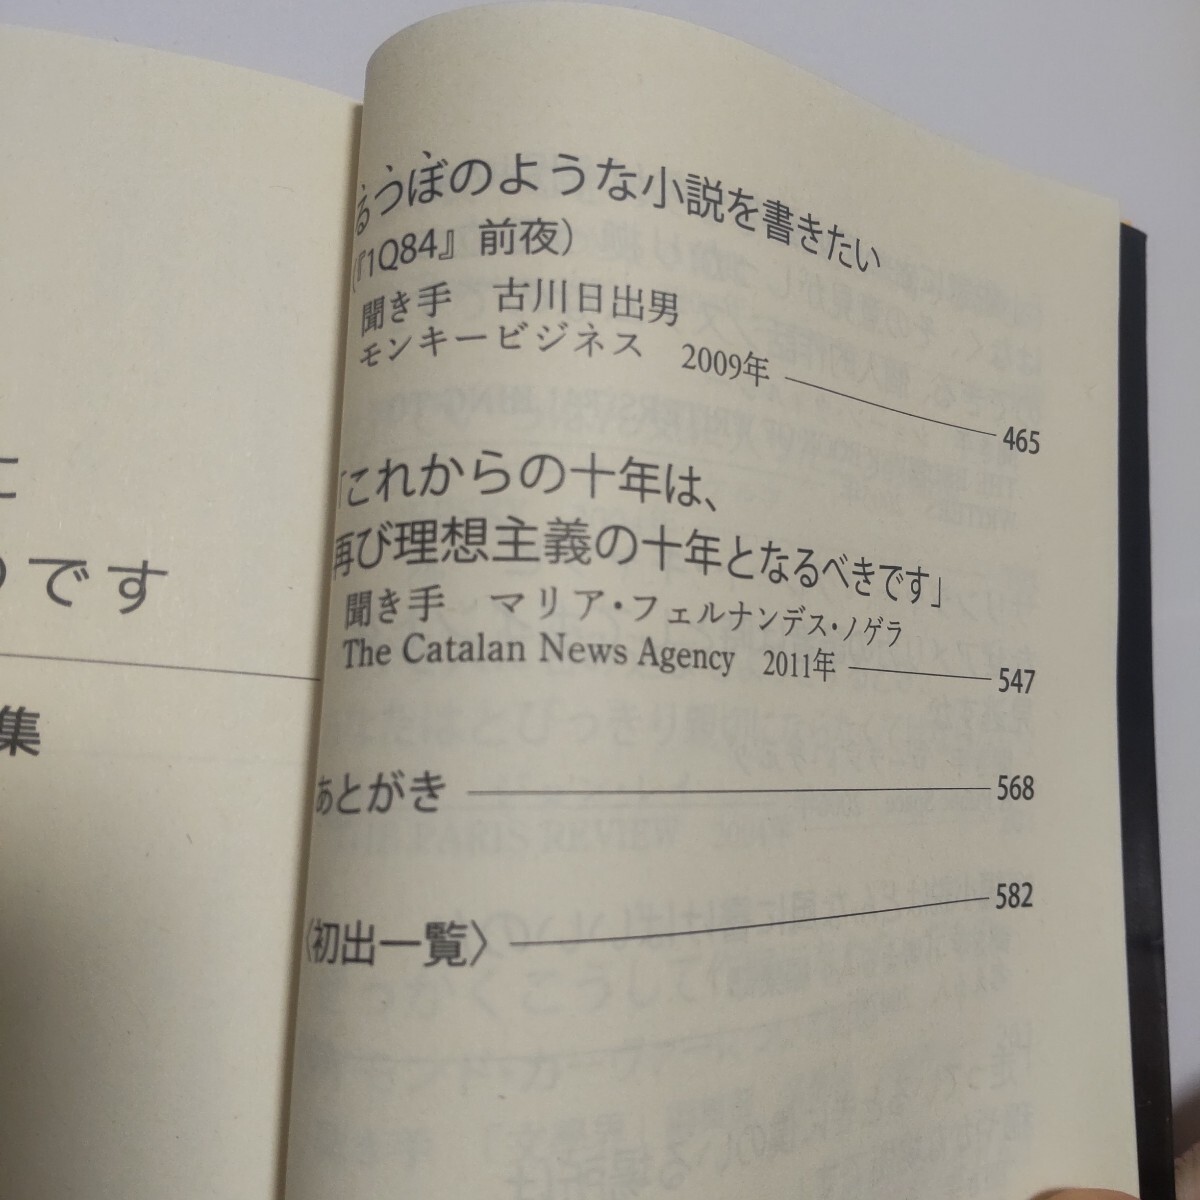 に
のです
集
るつぼのような小説を書きたい
(『1Q84』前夜)
聞き手　古川日出男
モンキービジネス　2009年 465
「これからの十年は、
再び理想主義の十年となるべきです」
聞き手　マリア・フェルナンデス・ノゲラ
The Catalan News Agency　2011年 547
あとがき 568
〈初出一覧〉 582